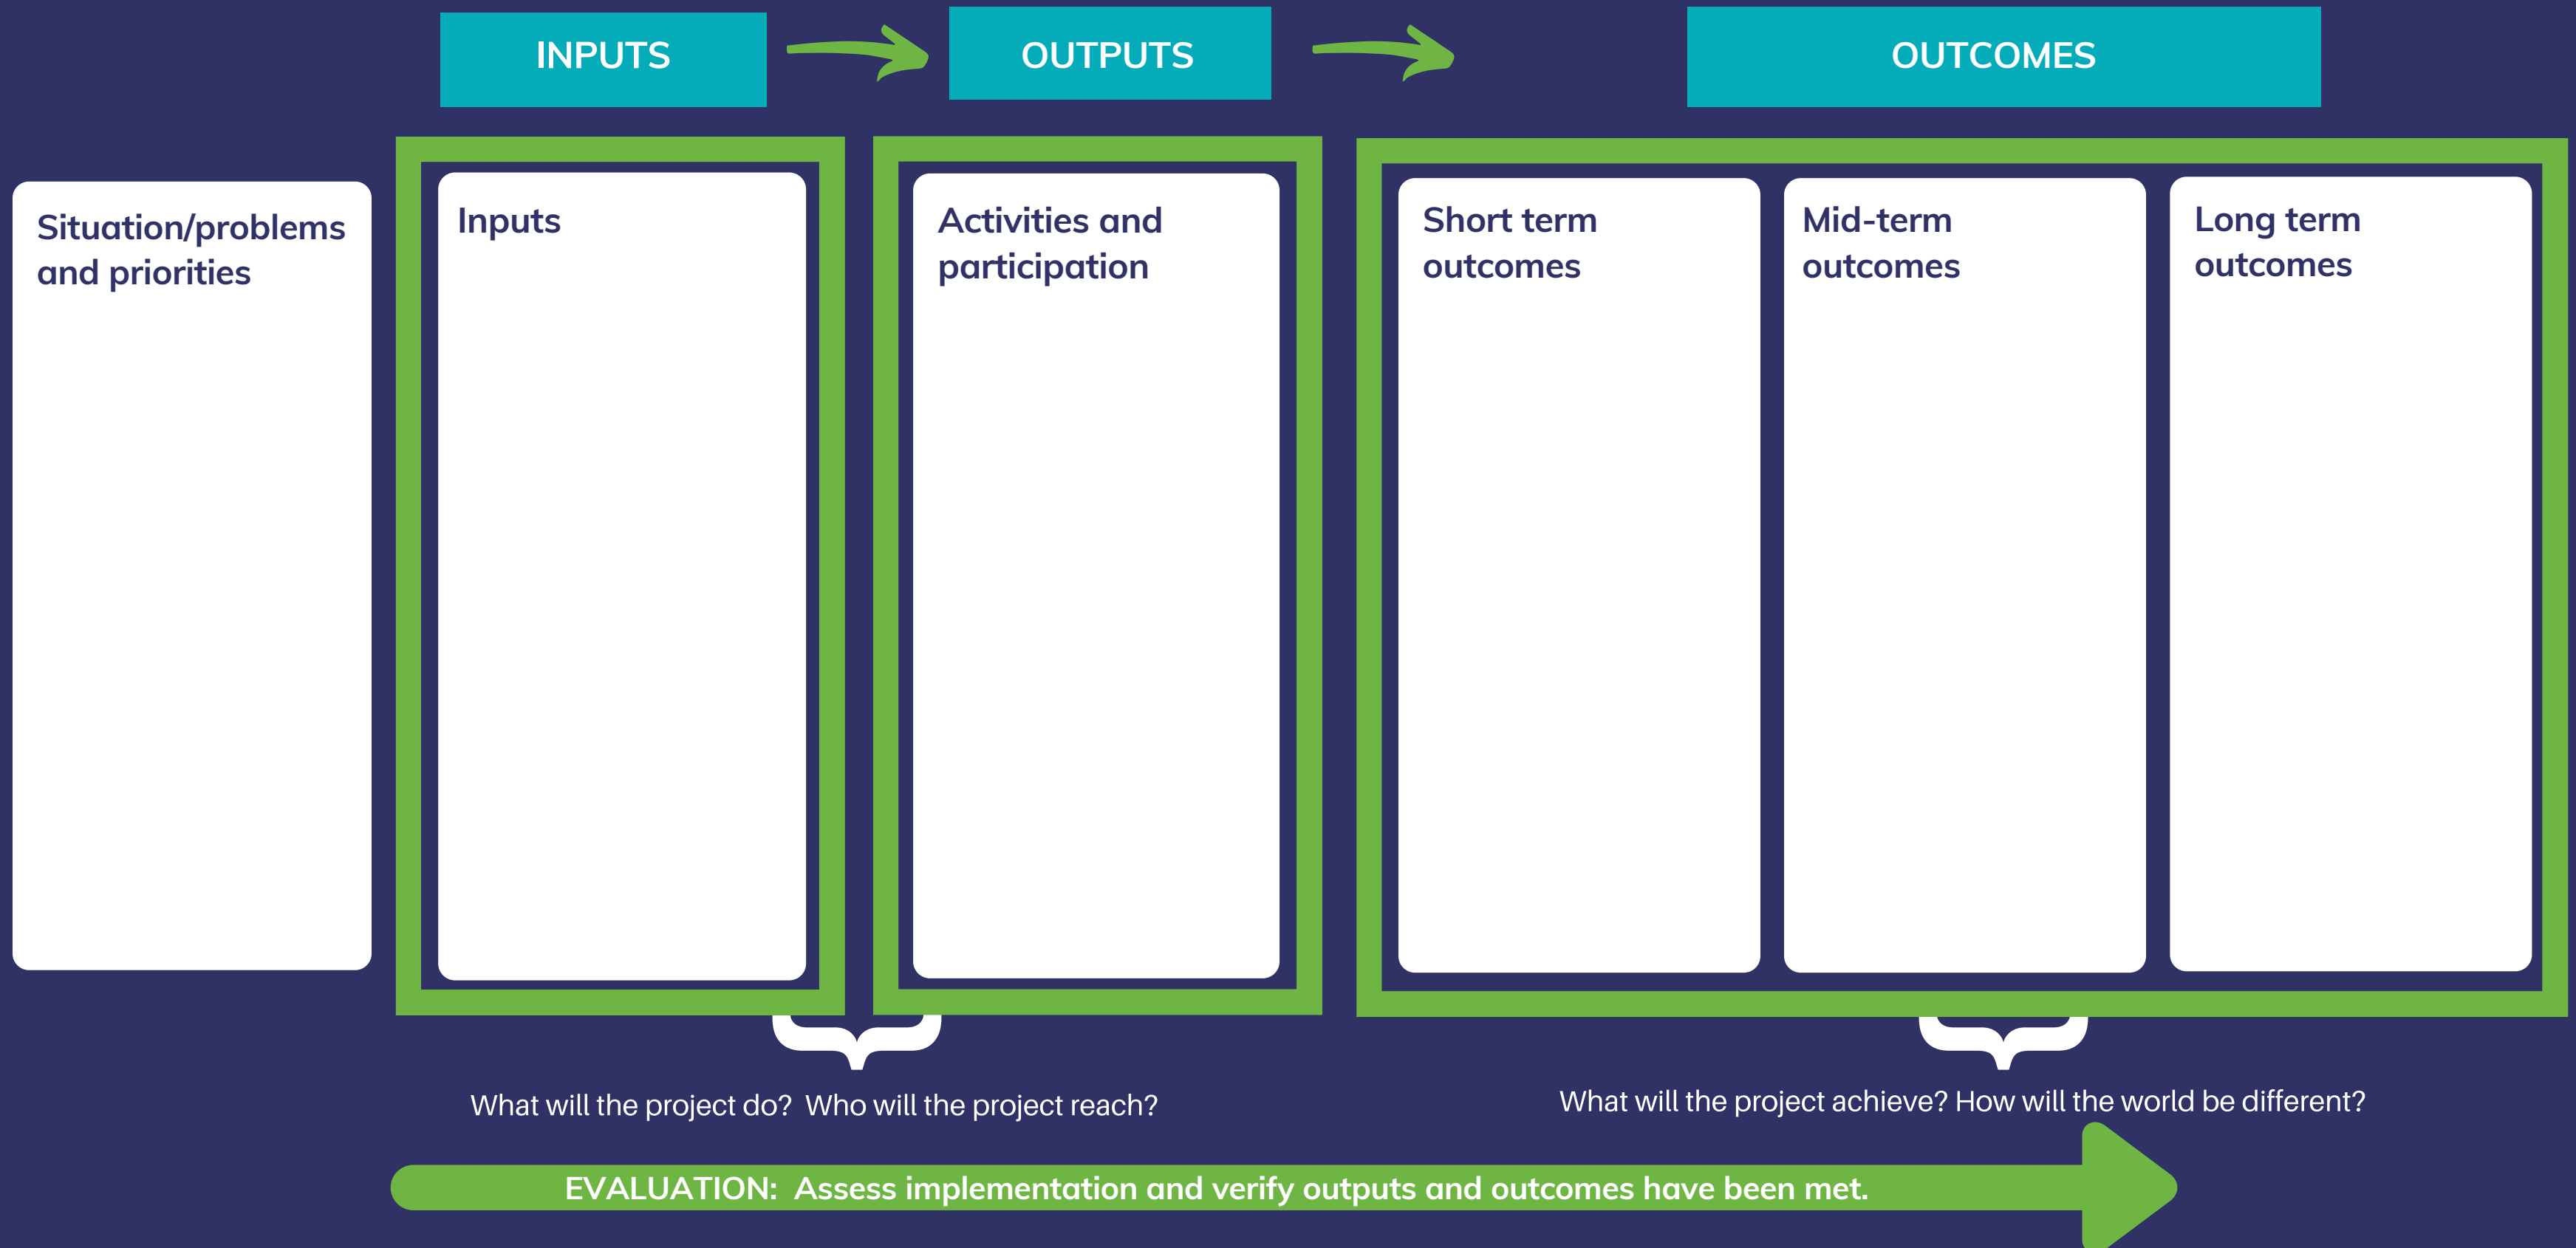 INPUTS
OUTPUTS
OUTCOMES
Situation/problems
and priorities
Inputs
Activities and
participation
Short term
outcomes
Mid-term
outcomes
Long term
outcomes
What will the project do?  Who will the project reach?
What will the project achieve? How will the world be different?
EVALUATION:  Assess implementation and verify outputs and outcomes have been met.